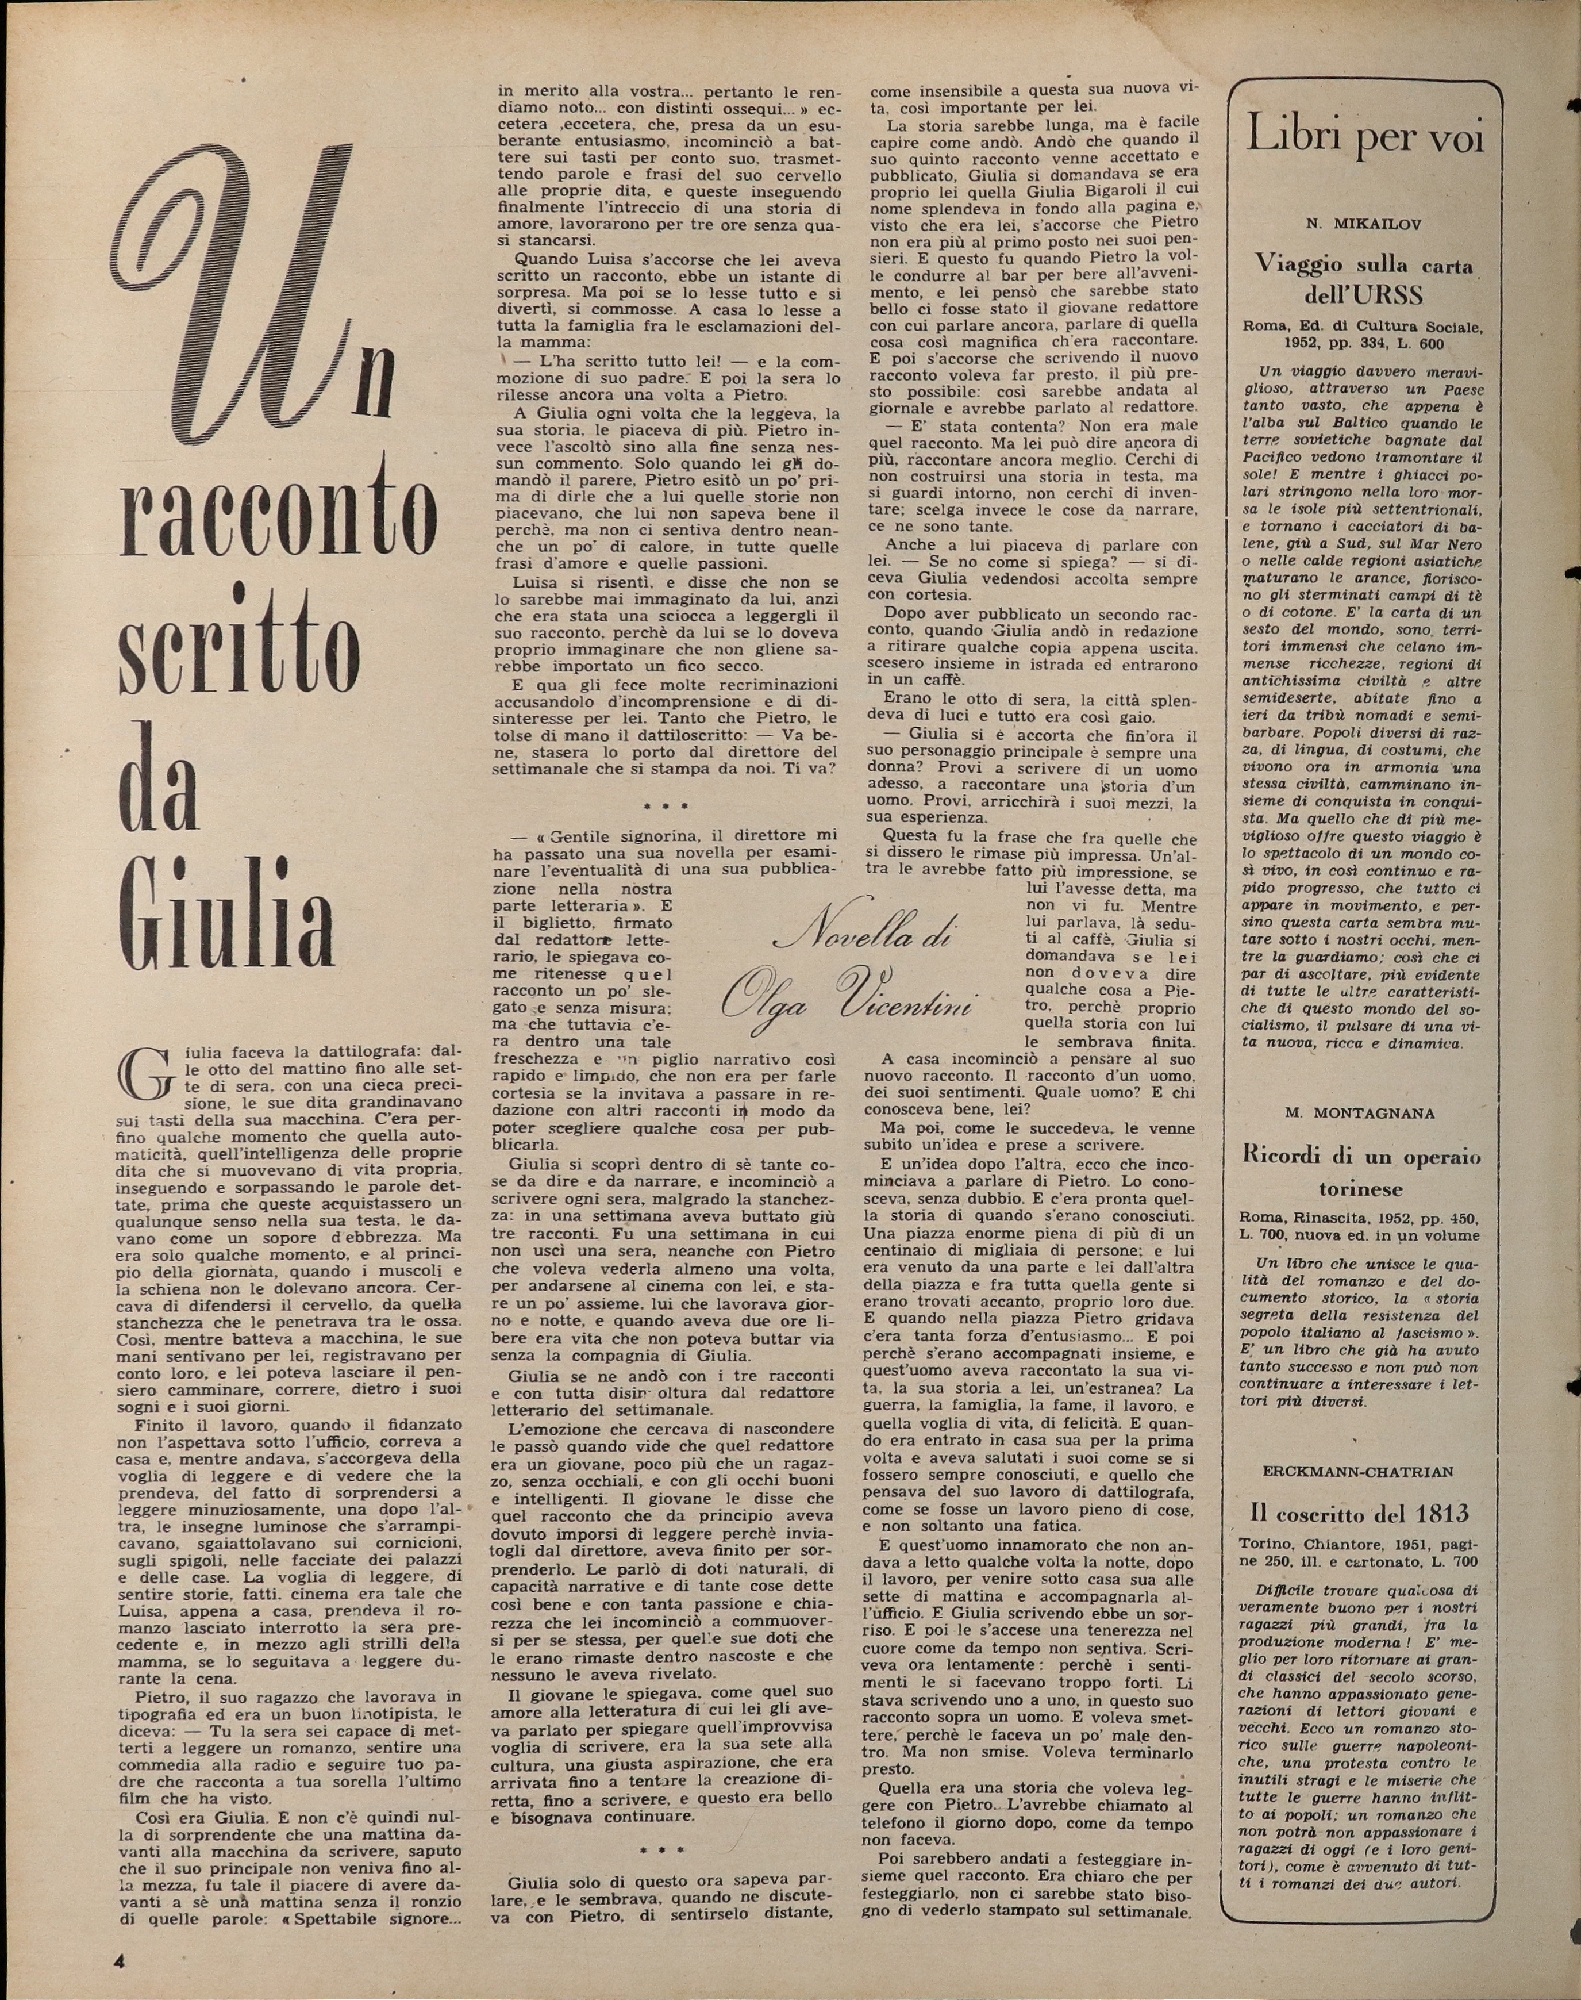 Un
racconto
scritto
da
Giulia
Giulia faceva la dattilografa: dal-
le otto del mattino fino alle set-
te di sera, con una cieca preci-
sione, le sue dita grandinavano
sui tasti della sua macchina. C'era per-
fino qualche momento che quella auto-
maticità, quell'intelligenza delle proprie
dita che si muovevano di vita propria,
inseguendo e sorpassando le parole det-
tate, prima che queste acquistassero un
qualunque senso nella sua testa, le da-
vano come un sopore d'ebbrezza. Ma
era solo qualche momento, e al princi-
pio della giornata, quando i muscoli e
la schiena non le dolevano ancora. Cer-
cava di difendersi il cervello, da quella
stanchezza che le penetrava tra le ossa.
Così, mentre batteva a macchina, le sue
mani sentivano per lei, registravano per
conto loro, e lei poteva lasciare il pen-
siero camminare, correre, dietro i suoi
sogni e i suoi giorni.
Finito il lavoro, quando il fidanzato
non l'aspettava sotto l'ufficio, correva a
casa e, mentre andava, s'accorgeva della
voglia di leggere e di vedere che la
prendeva, del fatto di sorprendersi a
leggere minuziosamente, una dopo l'al-
tra, le insegne luminose che s'arrampi-
cavano, sgaiattolavano sui cornicioni,
sugli spigoli, nelle facciate dei palazzi
e delle case. La voglia di leggere, di
sentire storie, fatti. cinema era tale che
Luisa, appena a casa, prendeva il ro-
manzo lasciato interrotto la sera pre-
cedente e, in mezzo agli strilli della
mamma, se lo seguitava a leggere du-
rante la cena.
Pietro, il suo ragazzo che lavorava in
tipografia ed era un buon linotipista, le
diceva: — Tu la sera sei capace di met-
terti a leggere un romanzo, sentire una
commedia alla radio e seguire tuo pa-
dre che racconta a tua sorella l'ultimo
film che ha visto.
Così era Giulia. E non c'è quindi nul-
la di sorprendente che una mattina da-
vanti alla macchina da scrivere, saputo
che il suo principale non veniva fino al-
la mezza, fu tale il piacere di avere da-
vanti a sè una mattina senza il ronzio
di quelle parole: « Spettabile signore...
in merito alla vostra... pertanto le ren-
diamo noto... con distinti ossequi... » ec-
cetera ,eccetera, che, presa da un esu-
berante entusiasmo, incominciò a bat-
tere sui tasti per conto suo, trasmet-
tendo parole e frasi del suo cervello
alle proprie dita, e queste inseguendo
finalmente l'intreccio di una storia di
amore, lavorarono per tre ore senza qua-
si stancarsi.
Quando Luisa s'accorse che lei aveva
scritto un racconto, ebbe un istante di
sorpresa. Ma poi se lo lesse tutto e si
divertì, si commosse. A casa lo lesse a
tutta la famiglia fra le esclamazioni del-
la mamma:
— L'ha scritto tutto lei! — e la com-
mozione di suo padre. E poi la sera lo
rilesse ancora una volta a Pietro.
A Giulia ogni volta che la leggeva, la
sua storia, le piaceva di più. Pietro in-
vece l'ascoltò sino alla fine senza nes-
sun commento. Solo quando lei gli do-
mandò il parere, Pietro esitò un po' pri-
ma di dirle che a lui quelle storie non
piacevano, che lui non sapeva bene il
perchè, ma non ci sentiva dentro nean-
che un po' di calore, in tutte quelle
frasi d'amore e quelle passioni.
Luisa si risentì, e disse che non se
lo sarebbe mai immaginato da lui, anzi
che era stata una sciocca a leggergli il
suo racconto, perchè da lui se lo doveva
proprio immaginare che non gliene sa-
rebbe importato un fico secco.
E qua gli fece molte recriminazioni
accusandolo d'incomprensione e di di-
sinteresse per lei. Tanto che Pietro, le
tolse di mano il dattiloscritto: — Va be-
ne, stasera lo porto dal direttore del
settimanale che si stampa da noi. Ti va?
* * *
— « Gentile signorina, il direttore mi
ha passato una sua novella per esami-
nare l'eventualità di una sua pubblica-
zione nella nostra
parte letteraria ». E
il biglietto, firmato
dal redattore lette-
rario, le spiegava co-
me ritenesse quel
racconto un po' sle-
gato e senza misura;
ma che tuttavia c'e-
ra dentro una tale
freschezza e un piglio narrativo così
rapido e limpido, che non era per farle
cortesia se la invitava a passare in re-
dazione con altri racconti in modo da
poter scegliere qualche cosa per pub-
blicarla.
Giulia si scoprì dentro di sè tante co-
se da dire e da narrare, e incominciò a
scrivere ogni sera, malgrado la stanchez-
za: in una settimana aveva buttato giù
tre racconti. Fu una settimana in cui
non uscì una sera, neanche con Pietro
che voleva vederla almeno una volta,
per andarsene al cinema con lei, e sta-
re un po' assieme, lui che lavorava gior-
no e notte, e quando aveva due ore li-
bere era vita che non poteva buttar via
senza la compagnia di Giulia.
Giulia se ne andò con i tre racconti
e con tutta disinvoltura dal redattore
letterario del settimanale.
L'emozione che cercava di nascondere
le passò quando vide che quel redattore
era un giovane, poco più che un ragaz-
zo, senza occhiali, e con gli occhi buoni
e intelligenti. Il giovane le disse che
quel racconto che da principio aveva
dovuto imporsi di leggere perchè invia-
togli dal direttore, aveva finito per sor-
prenderlo. Le parlò di doti naturali, di
capacità narrative e di tante cose dette
così bene e con tanta passione e chia-
rezza che lei incominciò a commuover-
si per se stessa, per quelle sue doti che
le erano rimaste dentro nascoste e che
nessuno le aveva rivelato.
Il giovane le spiegava, come quel suo
amore alla letteratura di cui lei gli ave-
va parlato per spiegare quell'improvvisa
voglia di scrivere, era la sua sete alla
cultura, una giusta aspirazione, che era
arrivata fino a tentare la creazione di-
retta, fino a scrivere, e questo era bello
e bisognava continuare.
* * *
Giulia solo di questo ora sapeva par-
lare, e le sembrava, quando ne discute-
va con Pietro, di sentirselo distante,
Novella di
Olga Vicentini
come insensibile a questa sua nuova vi-
ta, così importante per lei.
La storia sarebbe lunga, ma è facile
capire come andò. Andò che quando il
suo quinto racconto venne accettato e
pubblicato, Giulia si domandava se era
proprio lei quella Giulia Bigaroli il cui
nome splendeva in fondo alla pagina e,
visto che era lei, s'accorse che Pietro
non era più al primo posto nei suoi pen-
sieri. E questo fu quando Pietro la vol-
le condurre al bar per bere all'avveni-
mento, e lei pensò che sarebbe stato
bello ci fosse stato il giovane redattore
con cui parlare ancora, parlare di quella
cosa così magnifica ch'era raccontare.
E poi s'accorse che scrivendo il nuovo
racconto voleva far presto, il più pre-
sto possibile: così sarebbe andata al
giornale e avrebbe parlato al redattore.
— E' stata contenta? Non era male
quel racconto. Ma lei può dire ancora di
più, raccontare ancora meglio. Cerchi di
non costruirsi una storia in testa, ma
si guardi intorno, non cerchi di inven-
tare; scelga invece le cose da narrare,
ce ne sono tante.
Anche a lui piaceva di parlare con
lei. — Se no come si spiega? — si di-
ceva Giulia vedendosi accolta sempre
con cortesia.
Dopo aver pubblicato un secondo rac-
conto, quando Giulia andò in redazione
a ritirare qualche copia appena uscita,
scesero insieme in istrada ed entrarono
in un caffè.
Erano le otto di sera, la città splen-
deva di luci e tutto era così gaio.
— Giulia si è accorta che fin'ora il
suo personaggio principale è sempre una
donna? Provi a scrivere di un uomo
adesso, a raccontare una storia d'un
uomo. Provi, arricchirà i suoi mezzi, la
sua esperienza.
Questa fu la frase che fra quelle che
si dissero le rimase più impressa. Un'al-
tra le avrebbe fatto più impressione, se
lui l'avesse detta, ma
non vi fu. Mentre
lui parlava, là sedu-
ti al caffè, Giulia si
domandava se lei
non doveva dire
qualche cosa a Pie-
tro, perchè proprio
quella storia con lui
le sembrava finita.
A casa incominciò a pensare al suo
nuovo racconto. Il racconto d'un uomo,
dei suoi sentimenti. Quale uomo? E chi
conosceva bene, lei?
Ma poi, come le succedeva, le venne
subito un'idea e prese a scrivere.
E un'idea dopo l'altra, ecco che inco-
minciava a parlare di Pietro. Lo cono-
sceva, senza dubbio. E c'era pronta quel-
la storia di quando s'erano conosciuti.
Una piazza enorme piena di più di un
centinaio di migliaia di persone; e lui
era venuto da una parte e lei dall'altra
della piazza e fra tutta quella gente si
erano trovati accanto, proprio loro due.
E quando nella piazza Pietro gridava
c'era tanta forza d'entusiasmo... E poi
perchè s'erano accompagnati insieme, e
quest'uomo aveva raccontato la sua vi-
ta, la sua storia a lei, un'estranea? La
guerra, la famiglia, la fame, il lavoro, e
quella voglia di vita, di felicità. E quan-
do era entrato in casa sua per la prima
volta e aveva salutati i suoi come se si
fossero sempre conosciuti, e quello che
pensava del suo lavoro di dattilografa,
come se fosse un lavoro pieno di cose,
e non soltanto una fatica.
E quest'uomo innamorato che non an-
dava a letto qualche volta la notte, dopo
il lavoro, per venire sotto casa sua alle
sette di mattina e accompagnarla al-
l'ufficio. E Giulia scrivendo ebbe un sor-
riso. E poi le s'accese una tenerezza nel
cuore come da tempo non sentiva. Scri-
veva ora lentamente: perchè i senti-
menti le si facevano troppo forti. Li
stava scrivendo uno a uno, in questo suo
racconto sopra un uomo. E voleva smet-
tere, perchè le faceva un po' male den-
tro. Ma non smise. Voleva terminarlo
presto.
Quella era una storia che voleva leg-
gere con Pietro. L'avrebbe chiamato al
telefono il giorno dopo, come da tempo
non faceva.
Poi sarebbero andati a festeggiare in-
sieme quel racconto. Era chiaro che per
festeggiarlo, non ci sarebbe stato biso-
gno di vederlo stampato sul settimanale.
Libri per voi
N. MIKAILOV
Viaggio sulla carta
dell'URSS
Roma, Ed. di Cultura Sociale,
1952, pp. 334, L. 600
Un viaggio davvero meravi-
glioso, attraverso un Paese
tanto vasto, che appena è
l'alba sul Baltico quando le
terre sovietiche bagnate dal
Pacifico vedono tramontare il
sole! E mentre i ghiacci po-
lari stringono nella loro mor-
sa le isole più settentrionali,
e tornano i cacciatori di ba-
lene, giù a Sud, sul Mar Nero
o nelle calde regioni asiatiche
maturano le arance, fiorisco-
no gli sterminati campi di tè
o di cotone. E' la carta di un
sesto del mondo, sono terri-
tori immensi che celano im-
mense ricchezze, regioni di
antichissima civiltà e altre
semideserte, abitate fino a
ieri da tribù nomadi e semi-
barbare. Popoli diversi di raz-
za, di lingua, di costumi, che
vivono ora in armonia una
stessa civiltà, camminano in-
sieme di conquista in conqui-
sta. Ma quello che di più me-
viglioso offre questo viaggio è
lo spettacolo di un mondo co-
sì vivo, in così continuo e ra-
pido progresso, che tutto ci
appare in movimento, e per-
sino questa carta sembra mu-
tare sotto i nostri occhi, men-
tre la guardiamo; così che ci
par di ascoltare, più evidente
di tutte le altre caratteristi-
che di questo mondo del so-
cialismo, il pulsare di una vi-
ta nuova, ricca e dinamica.
M. MONTAGNANA
Ricordi di un operaio
torinese
Roma, Rinascita, 1952, pp. 450,
L. 700, nuova ed. in un volume
Un libro che unisce le qua-
lità del romanzo e del do-
cumento storico, la « storia
segreta della resistenza del
popolo italiano al fascismo ».
E' un libro che già ha avuto
tanto successo e non può non
continuare a interessare i let-
tori più diversi.
ERCKMANN-CHATRIAN
Il coscritto del 1813
Torino, Chiantore, 1951, pagi-
ne 250, ill. e cartonato, L. 700
Difficile trovare qualcosa di
veramente buono per i nostri
ragazzi più grandi, fra la
produzione moderna! E' me-
glio per loro ritornare ai gran-
di classici del secolo scorso,
che hanno appassionato gene-
razioni di lettori giovani e
vecchi. Ecco un romanzo sto-
rico sulle guerre napoleoni-
che, una protesta contro le
inutili stragi e le miserie che
tutte le guerre hanno inflit-
to ai popoli; un romanzo che
non potrà non appassionare i
ragazzi di oggi (e i loro geni-
tori), come è avvenuto di tut-
ti i romanzi dei due autori.
4